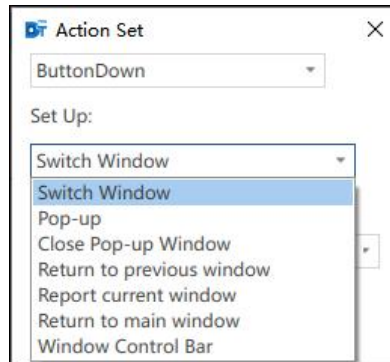 DT Action Set
ButtonDown
Set Up:
Switch Window
Switch Window
Pop-up
Close Pop-up Window
Return to previous window
Report current window
Return to main window
Window Control Bar